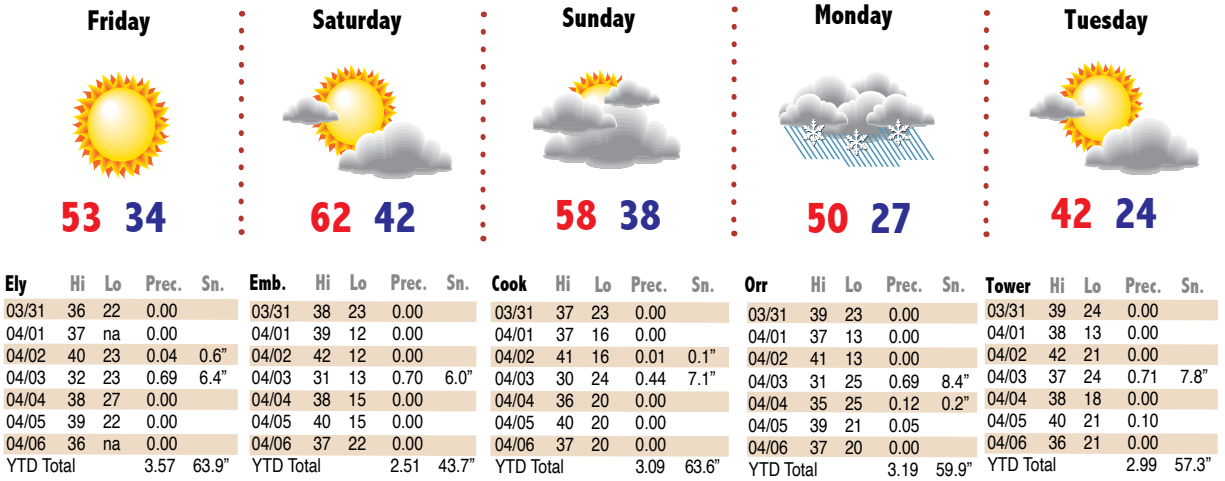 Friday
Saturday
Sunday
Monday
Tuesday
53 34
62 42
58 38
50 27
42 24
Ely Hi Lo Prec. Sn.
03/31 36 22 0.00
04/01 37 na 0.00
04/02 40 23 0.04 0.6”
04/03 32 23 0.69 6.4”
04/04 38 27 0.00
04/05 39 22 0.00
04/06 36 na 0.00
YTD Total 3.57 63.9”
Emb. Hi Lo Prec. Sn.
03/31 38 23 0.00
04/01 39 12 0.00
04/02 42 12 0.00
04/03 31 13 0.70 6.0”
04/04 38 15 0.00
04/05 40 15 0.00
04/06 37 22 0.00
YTD Total 2.51 43.7”
Cook Hi Lo Prec. Sn.
03/31 37 23 0.00
04/01 37 16 0.00
04/02 41 16 0.01 0.1”
04/03 30 24 0.44 7.1”
04/04 36 20 0.00
04/05 40 20 0.00
04/06 37 20 0.00
YTD Total 3.09 63.6”
Orr Hi Lo Prec. Sn.
03/31 39 23 0.00
04/01 37 13 0.00
04/02 41 13 0.00
04/03 31 25 0.69 8.4”
04/04 35 25 0.12 0.2”
04/05 39 21 0.05
04/06 37 20 0.00
YTD Total 3.19 59.9”
Tower Hi Lo Prec. Sn.
03/31 39 24 0.00
04/01 38 13 0.00
04/02 42 21 0.00
04/03 37 24 0.71 7.8”
04/04 38 18 0.00
04/05 40 21 0.10
04/06 36 21 0.00
YTD Total 2.99 57.3”